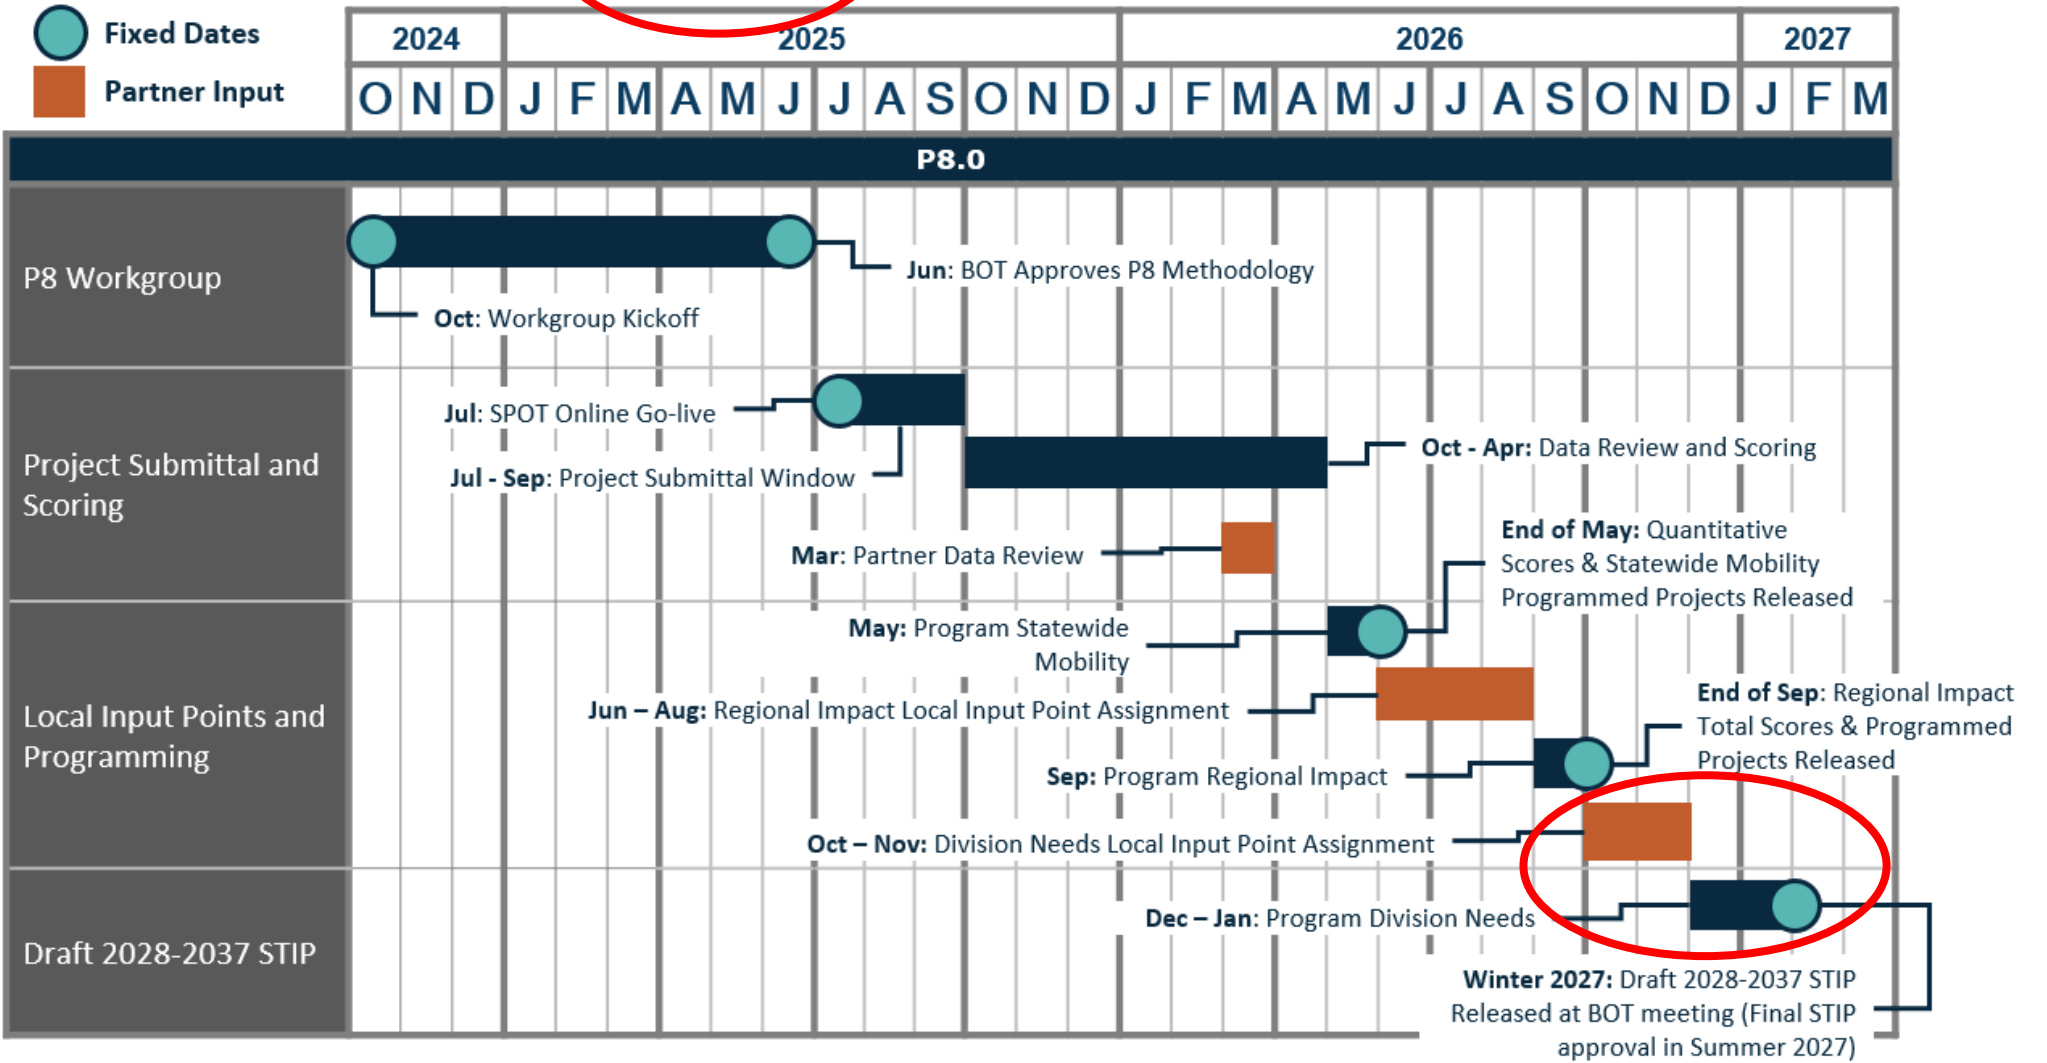 Fixed Dates
Partner Input
2024 2025 2026 2027
O N D J F M A M J J A S O N D J F M A M J J A S O N D J F M
P8.0
P8 Workgroup
Jun: BOT Approves P8 Methodology
Oct: Workgroup Kickoff
Project Submittal and
Scoring
Jul: SPOT Online Go-live
Jul - Sep: Project Submittal Window
Oct - Apr: Data Review and Scoring
Mar: Partner Data Review
End of May: Quantitative
Scores & Statewide Mobility
Programmed Projects Released
Local Input Points and
Programming
May: Program Statewide
Mobility
Jun – Aug: Regional Impact Local Input Point Assignment
End of Sep: Regional Impact
Total Scores & Programmed
Projects Released
Sep: Program Regional Impact
Oct – Nov: Division Needs Local Input Point Assignment
Draft 2028-2037 STIP
Dec – Jan: Program Division Needs
Winter 2027: Draft 2028-2037 STIP
Released at BOT meeting (Final STIP
approval in Summer 2027)